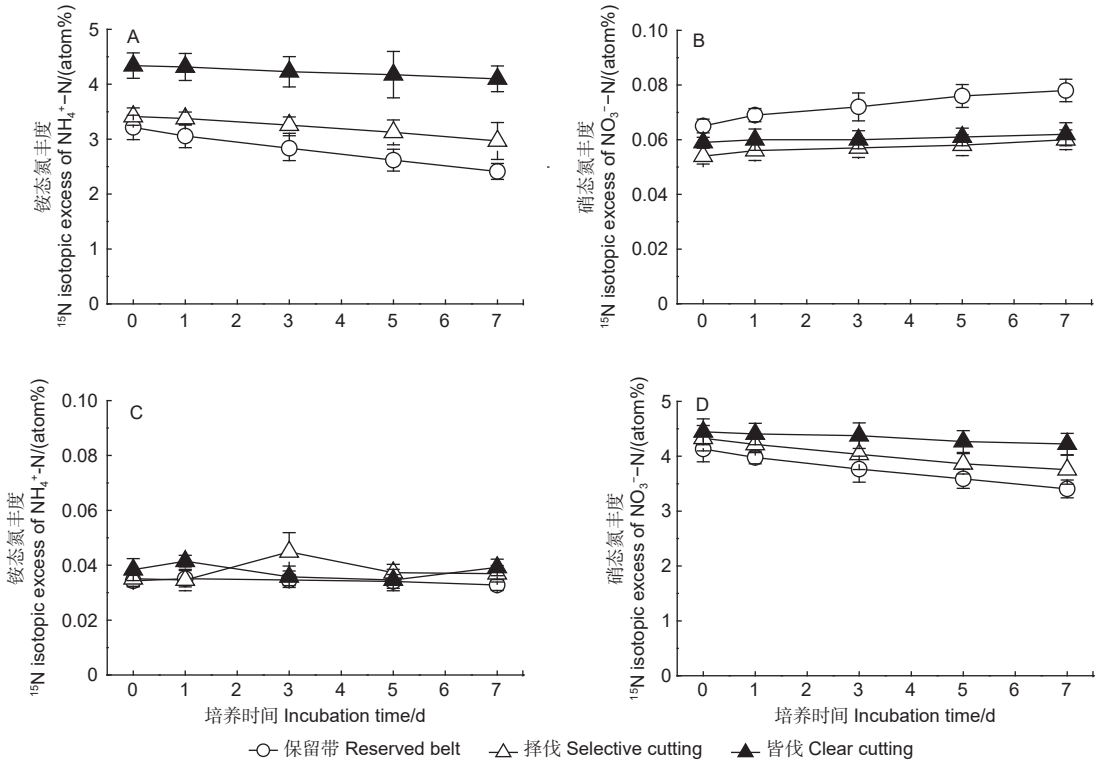 A
5
4
3
2
1
0
铵态氮丰度
¹⁵N isotopic excess of NH₄⁺−N/(atom%)
0 1 2 3 4 5 6 7
B
0.10
0.08
0.06
0.04
0.02
0
硝态氮丰度
¹⁵N isotopic excess of NO₃⁻−N/(atom%)
0 1 2 3 4 5 6 7
C
0.10
0.08
0.06
0.04
0.02
0
铵态氮丰度
¹⁵N isotopic excess of NH₄⁺-N/(atom%)
0 1 2 3 4 5 6 7
培养时间 Incubation time/d
D
5
4
3
2
1
0
硝态氮丰度
¹⁵N isotopic excess of NO₃⁻−N/(atom%)
0 1 2 3 4 5 6 7
培养时间 Incubation time/d
保留带 Reserved belt 择伐 Selective cutting 皆伐 Clear cutting